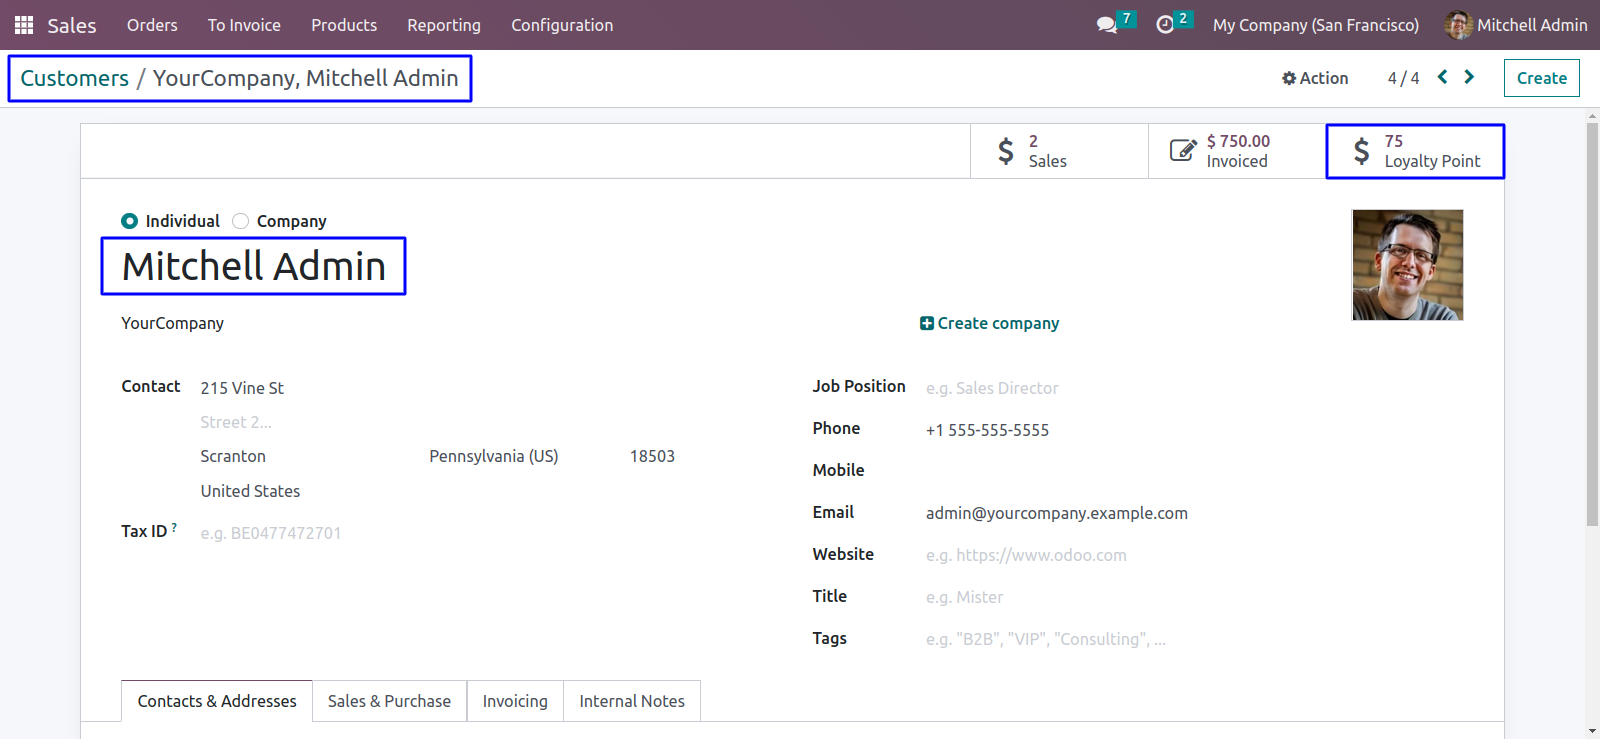 Sales Orders To Invoice Products Reporting Configuration 7 2 My Company (San Francisco) Mitchell Admin
Customers / YourCompany, Mitchell Admin Action 4 / 4 Create
2
Sales
$ 750.00
Invoiced
75
Loyalty Point
Individual Company
Mitchell Admin
YourCompany
Create company
Contact 215 Vine St
Street 2...
Scranton Pennsylvania (US) 18503
United States
Tax ID ? e.g. BE0477472701
Job Position e.g. Sales Director
Phone +1 555-555-5555
Mobile
Email admin@yourcompany.example.com
Website e.g. https://www.odoo.com
Title e.g. Mister
Tags e.g. "B2B", "VIP", "Consulting", ...
Contacts & Addresses Sales & Purchase Invoicing Internal Notes